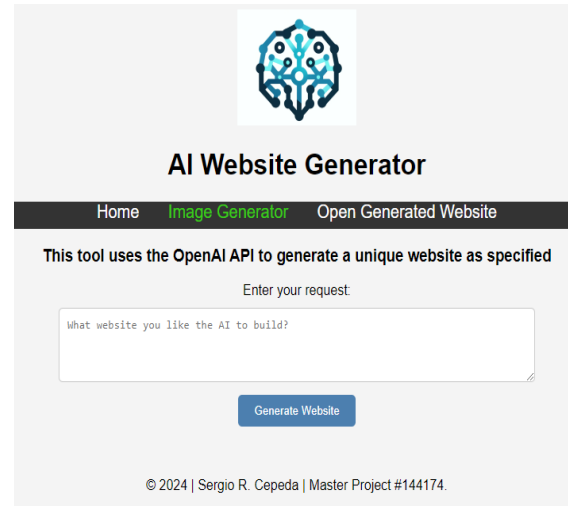 AI Website Generator
Home Image Generator Open Generated Website
This tool uses the OpenAI API to generate a unique website as specified
Enter your request:
What website you like the AI to build?
Generate Website
© 2024 | Sergio R. Cepeda | Master Project #144174.